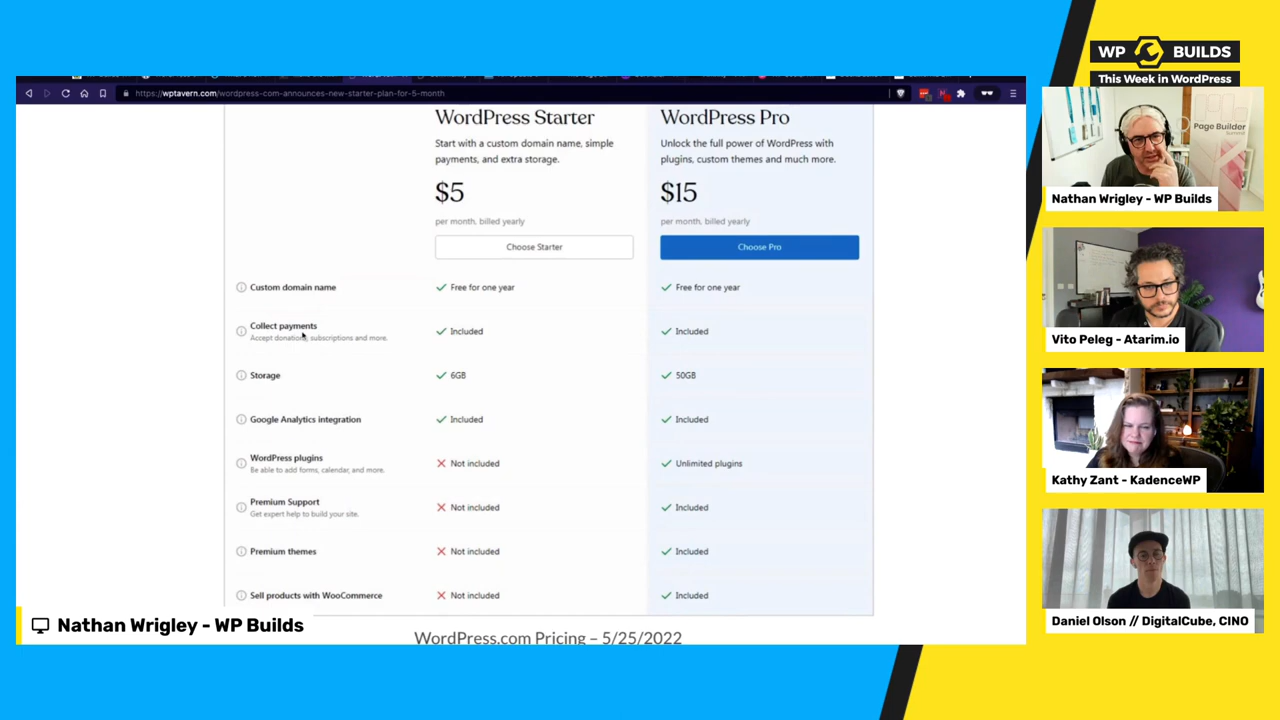 WP BUILDS
This Week in WordPress
https://wptavern.com/wordpress-com-announces-new-starter-plan-for-5-month
WordPress Starter
WordPress Pro
Start with a custom domain name, simple
payments, and extra storage.
Unlock the full power of WordPress with
plugins, custom themes and much more.
$5
$15
per month, billed yearly
per month, billed yearly
Choose Starter
Choose Pro
Custom domain name
Free for one year
Free for one year
Collect payments
Accept donations, subscriptions and more.
Included
Included
Storage
6GB
50GB
Google Analytics integration
Included
Included
WordPress plugins
Be able to add forms, calendar, and more.
Not included
Unlimited plugins
Premium Support
Get expert help to build your site.
Not included
Included
Premium themes
Not included
Included
Sell products with WooCommerce
Not included
Included
WordPress.com Pricing – 5/25/2022
Nathan Wrigley - WP Builds
Page Builder
Nathan Wrigley - WP Builds
Vito Peleg - Atarim.io
Kathy Zant - KadenceWP
Daniel Olson // DigitalCube, CINO